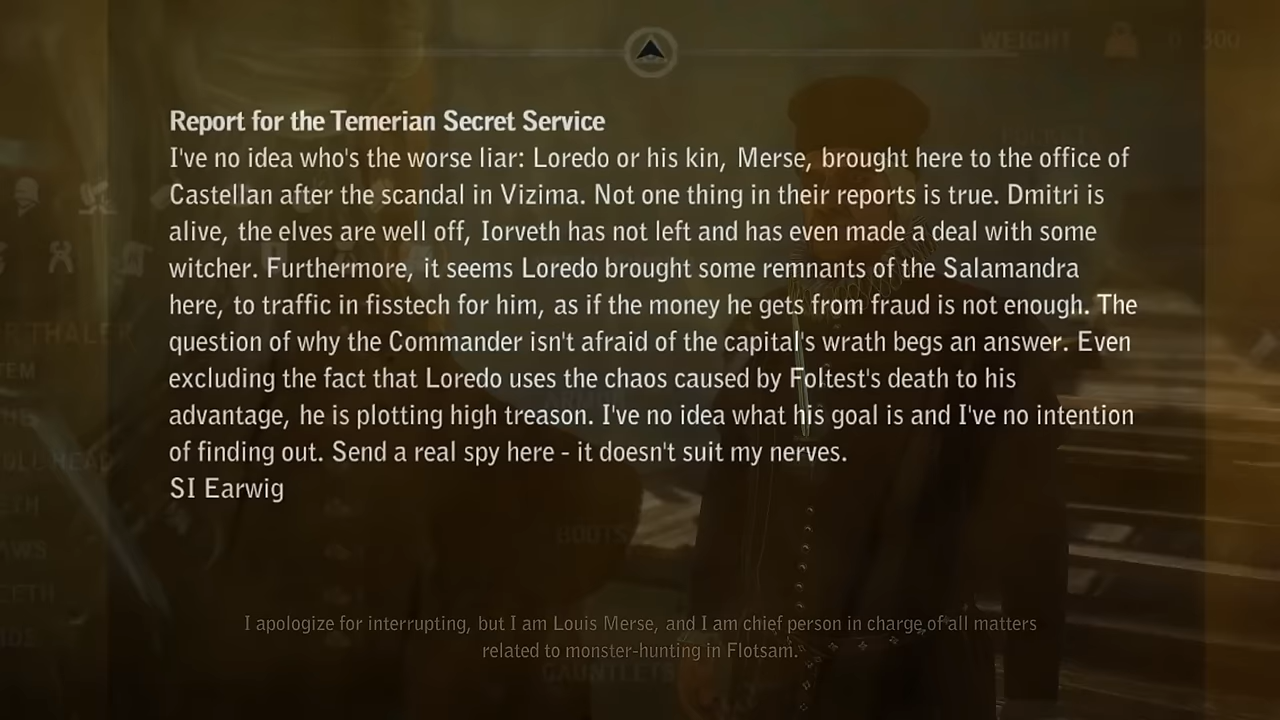 WEIGHT
Report for the Temerian Secret Service
I've no idea who's the worse liar: Loredo or his kin, Merse, brought here to the office of
Castellan after the scandal in Vizima. Not one thing in their reports is true. Dmitri is
alive, the elves are well off, Iorveth has not left and has even made a deal with some
witcher. Furthermore, it seems Loredo brought some remnants of the Salamandra
here, to traffic in fisstech for him, as if the money he gets from fraud is not enough. The
question of why the Commander isn't afraid of the capital's wrath begs an answer. Even
excluding the fact that Loredo uses the chaos caused by Foltest's death to his
advantage, he is plotting high treason. I've no idea what his goal is and I've no intention
of finding out. Send a real spy here - it doesn't suit my nerves.
SI Earwig
BOOTS
I apologize for interrupting, but I am Louis Merse, and I am chief person in charge of all matters
related to monster-hunting in Flotsam.
GAUNTLETS